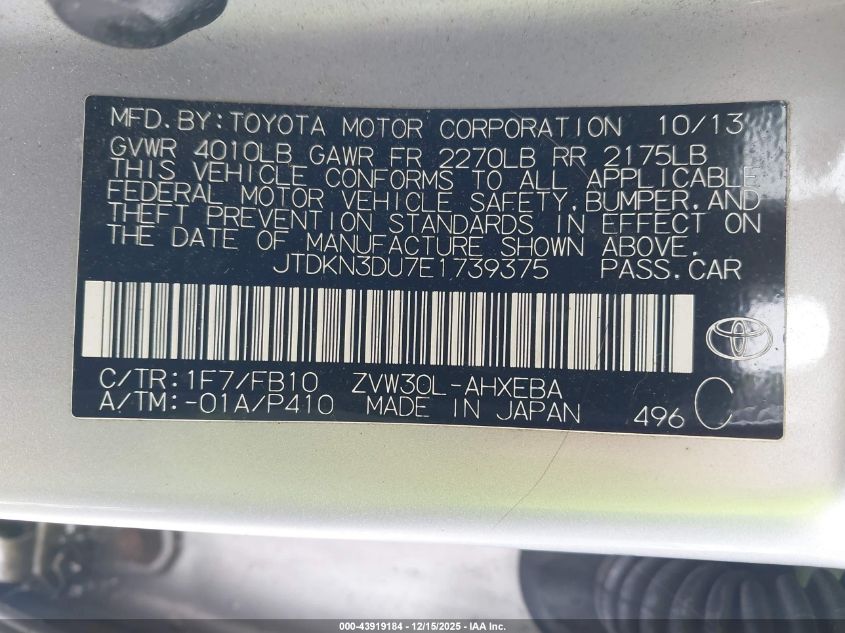 MFD.BY:TOYOTA MOTOR CORPORATION 10/13
GVWR 4010LB GAWR FR 2270LB RR 2175LB
THIS VEHICLE CONFORMS TO ALL APPLICABLE
FEDERAL MOTOR VEHICLE SAFETY,BUMPER,AND
THEFT PREVENTION STANDARDS IN EFFECT ON
THE DATE OF MANUFACTURE SHOWN ABOVE.
JTDKN3DU7E1739375 PASS.CAR
C/TR:1F7/FB10 ZVW30L-AHXEBA
A/TM:-01A/P410 MADE IN JAPAN 496 C
000-43919184 - 12/15/2025 - IAA Inc.